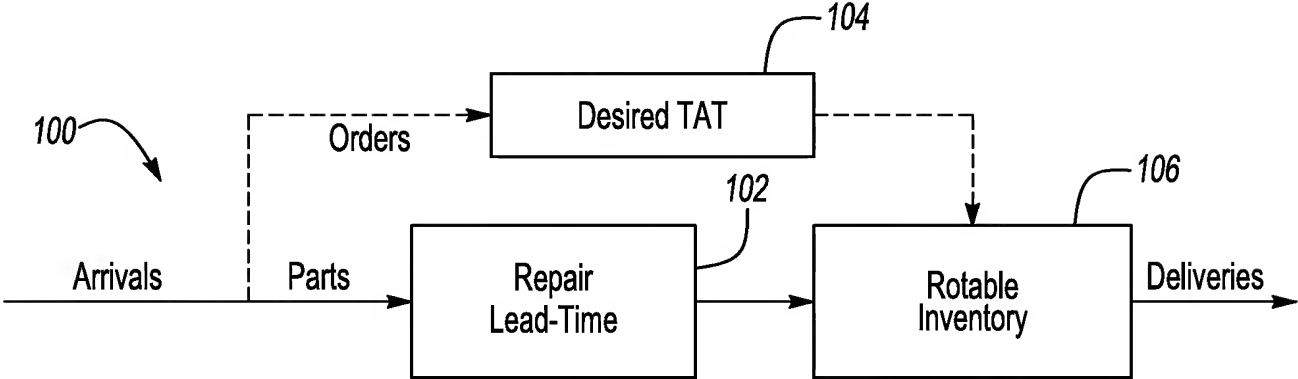 104
Desired TAT
Orders
100
102
106
Arrivals
Parts
Repair
Lead-Time
Rotable
Inventory
Deliveries